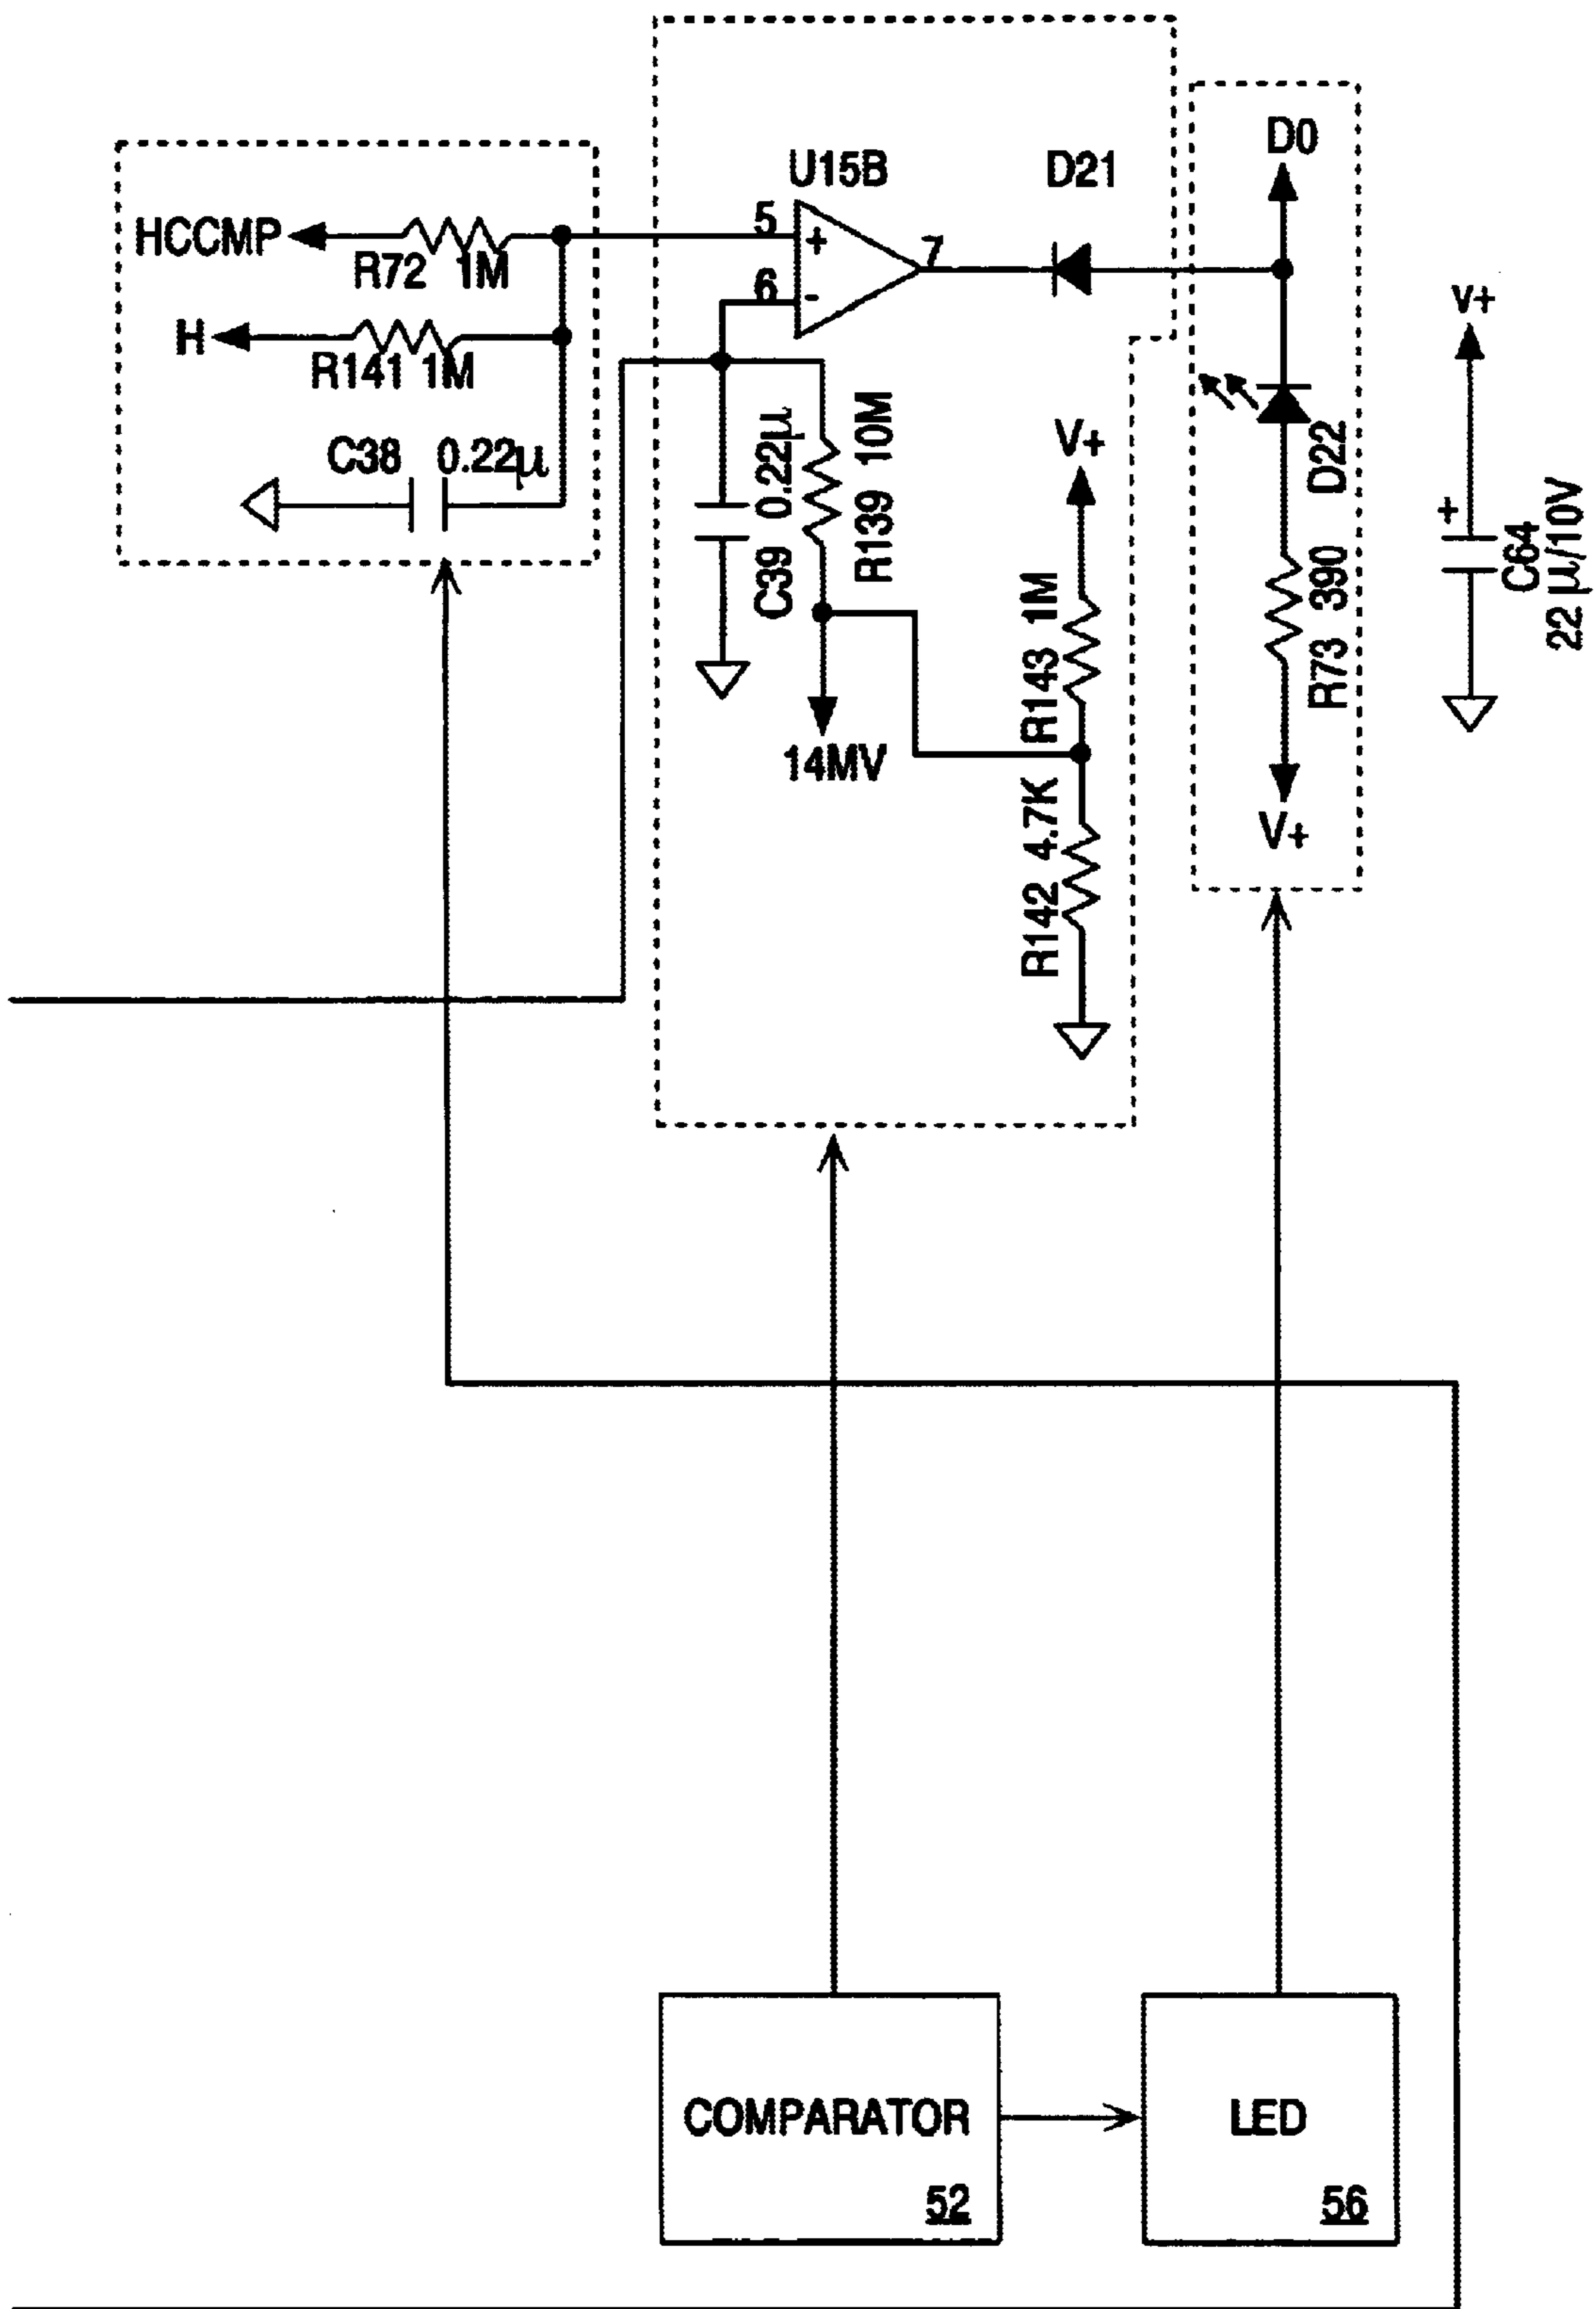 HCCMP
R72 1M
H
R141 1M
C38 0.22μ
U15B
5
+
6
-
7
D21
C39 0.22μ
R139 10M
14MV
V+
R143 1M
R142 4.7K
D0
D22
R73 390
V+
V+
+
C64
22 μ/10V
COMPARATOR
52
LED
56